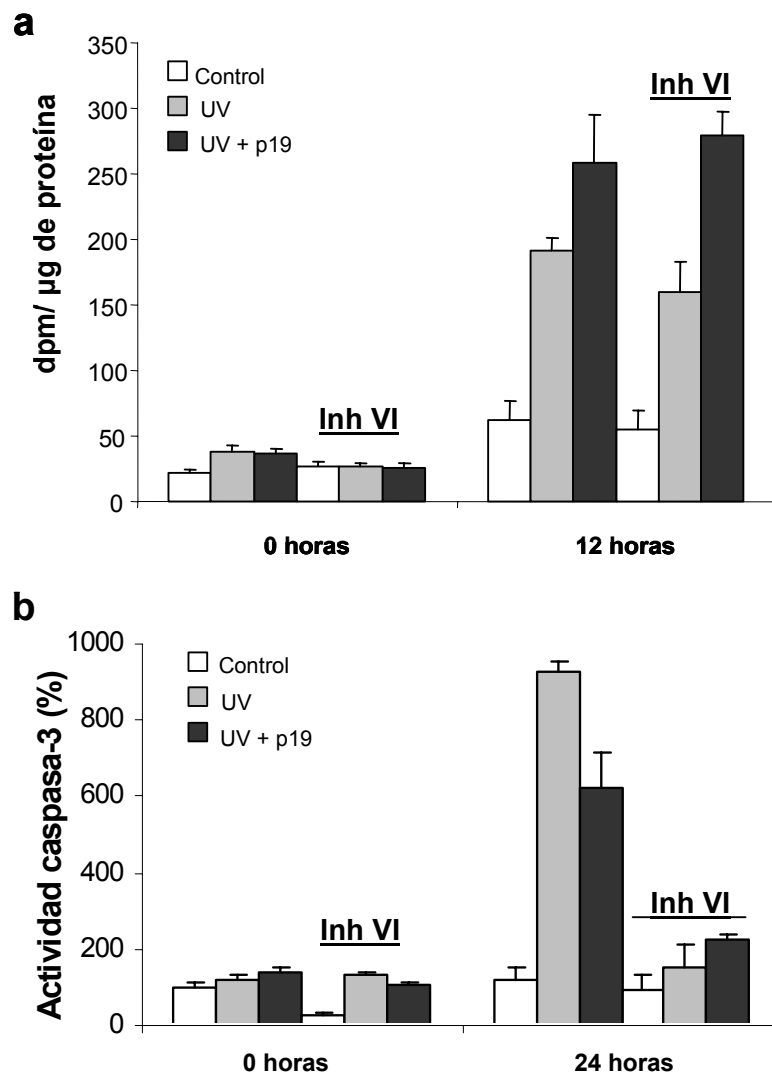 a
dpm/ µg de proteína
350
300
250
200
150
100
50
0
Control
UV
UV + p19
Inh VI
Inh VI
0 horas
12 horas
b
Actividad caspasa-3 (%)
1000
800
600
400
200
0
Control
UV
UV + p19
Inh VI
Inh VI
0 horas
24 horas